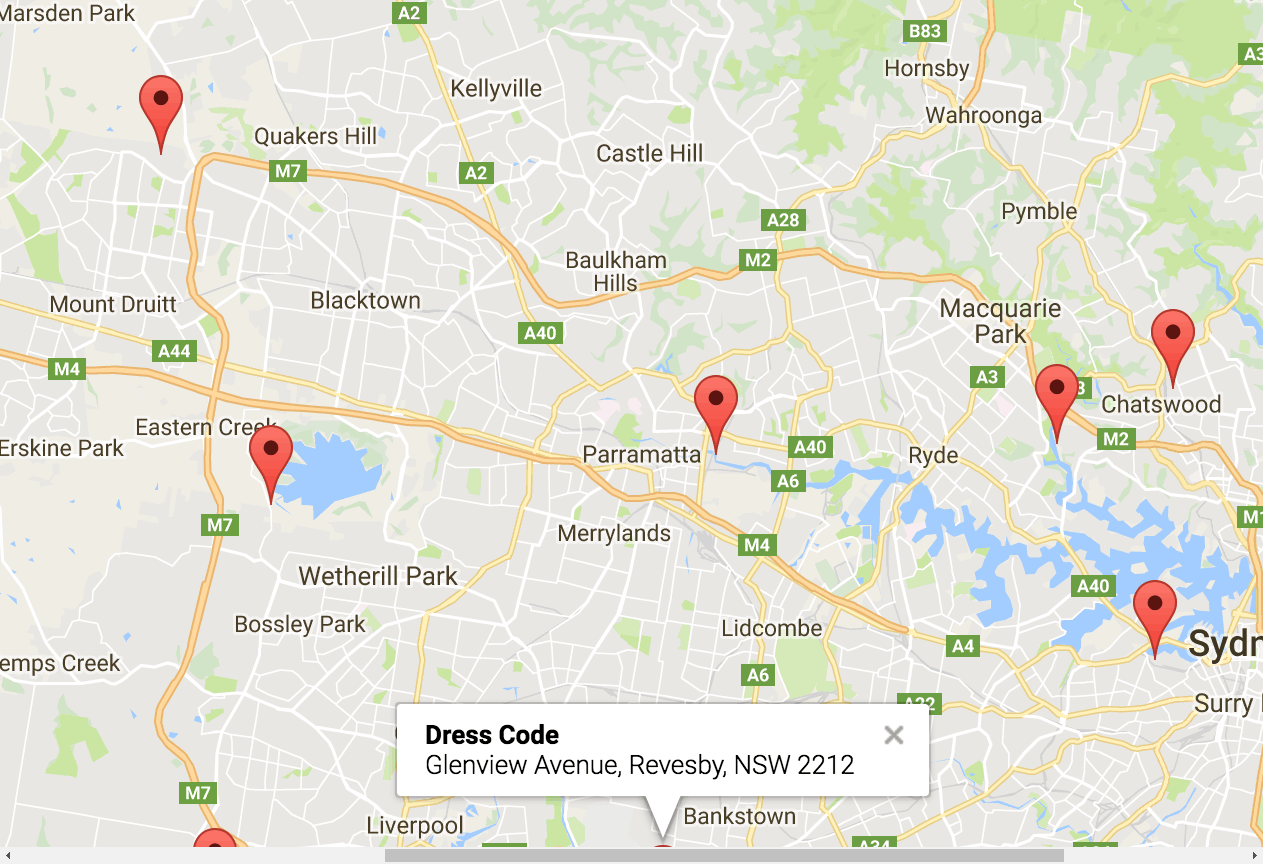 Marsden Park
A2
B83
Hornsby
Kellyville
Wahroonga
Quakers Hill
Castle Hill
M7
A2
Pymble
A28
M2
Baulkham
Hills
Mount Druitt
Blacktown
Macquarie
Park
A40
A44
M4
A3
Chatswood
Eastern Creek
M2
Erskine Park
Parramatta
A40
Ryde
A6
M7
Merrylands
M4
Wetherill Park
A40
Bossley Park
Lidcombe
A4
Sydn
emps Creek
A6
A22
Surry
Dress Code
Glenview Avenue, Revesby, NSW 2212
M7
Liverpool
Bankstown
A34